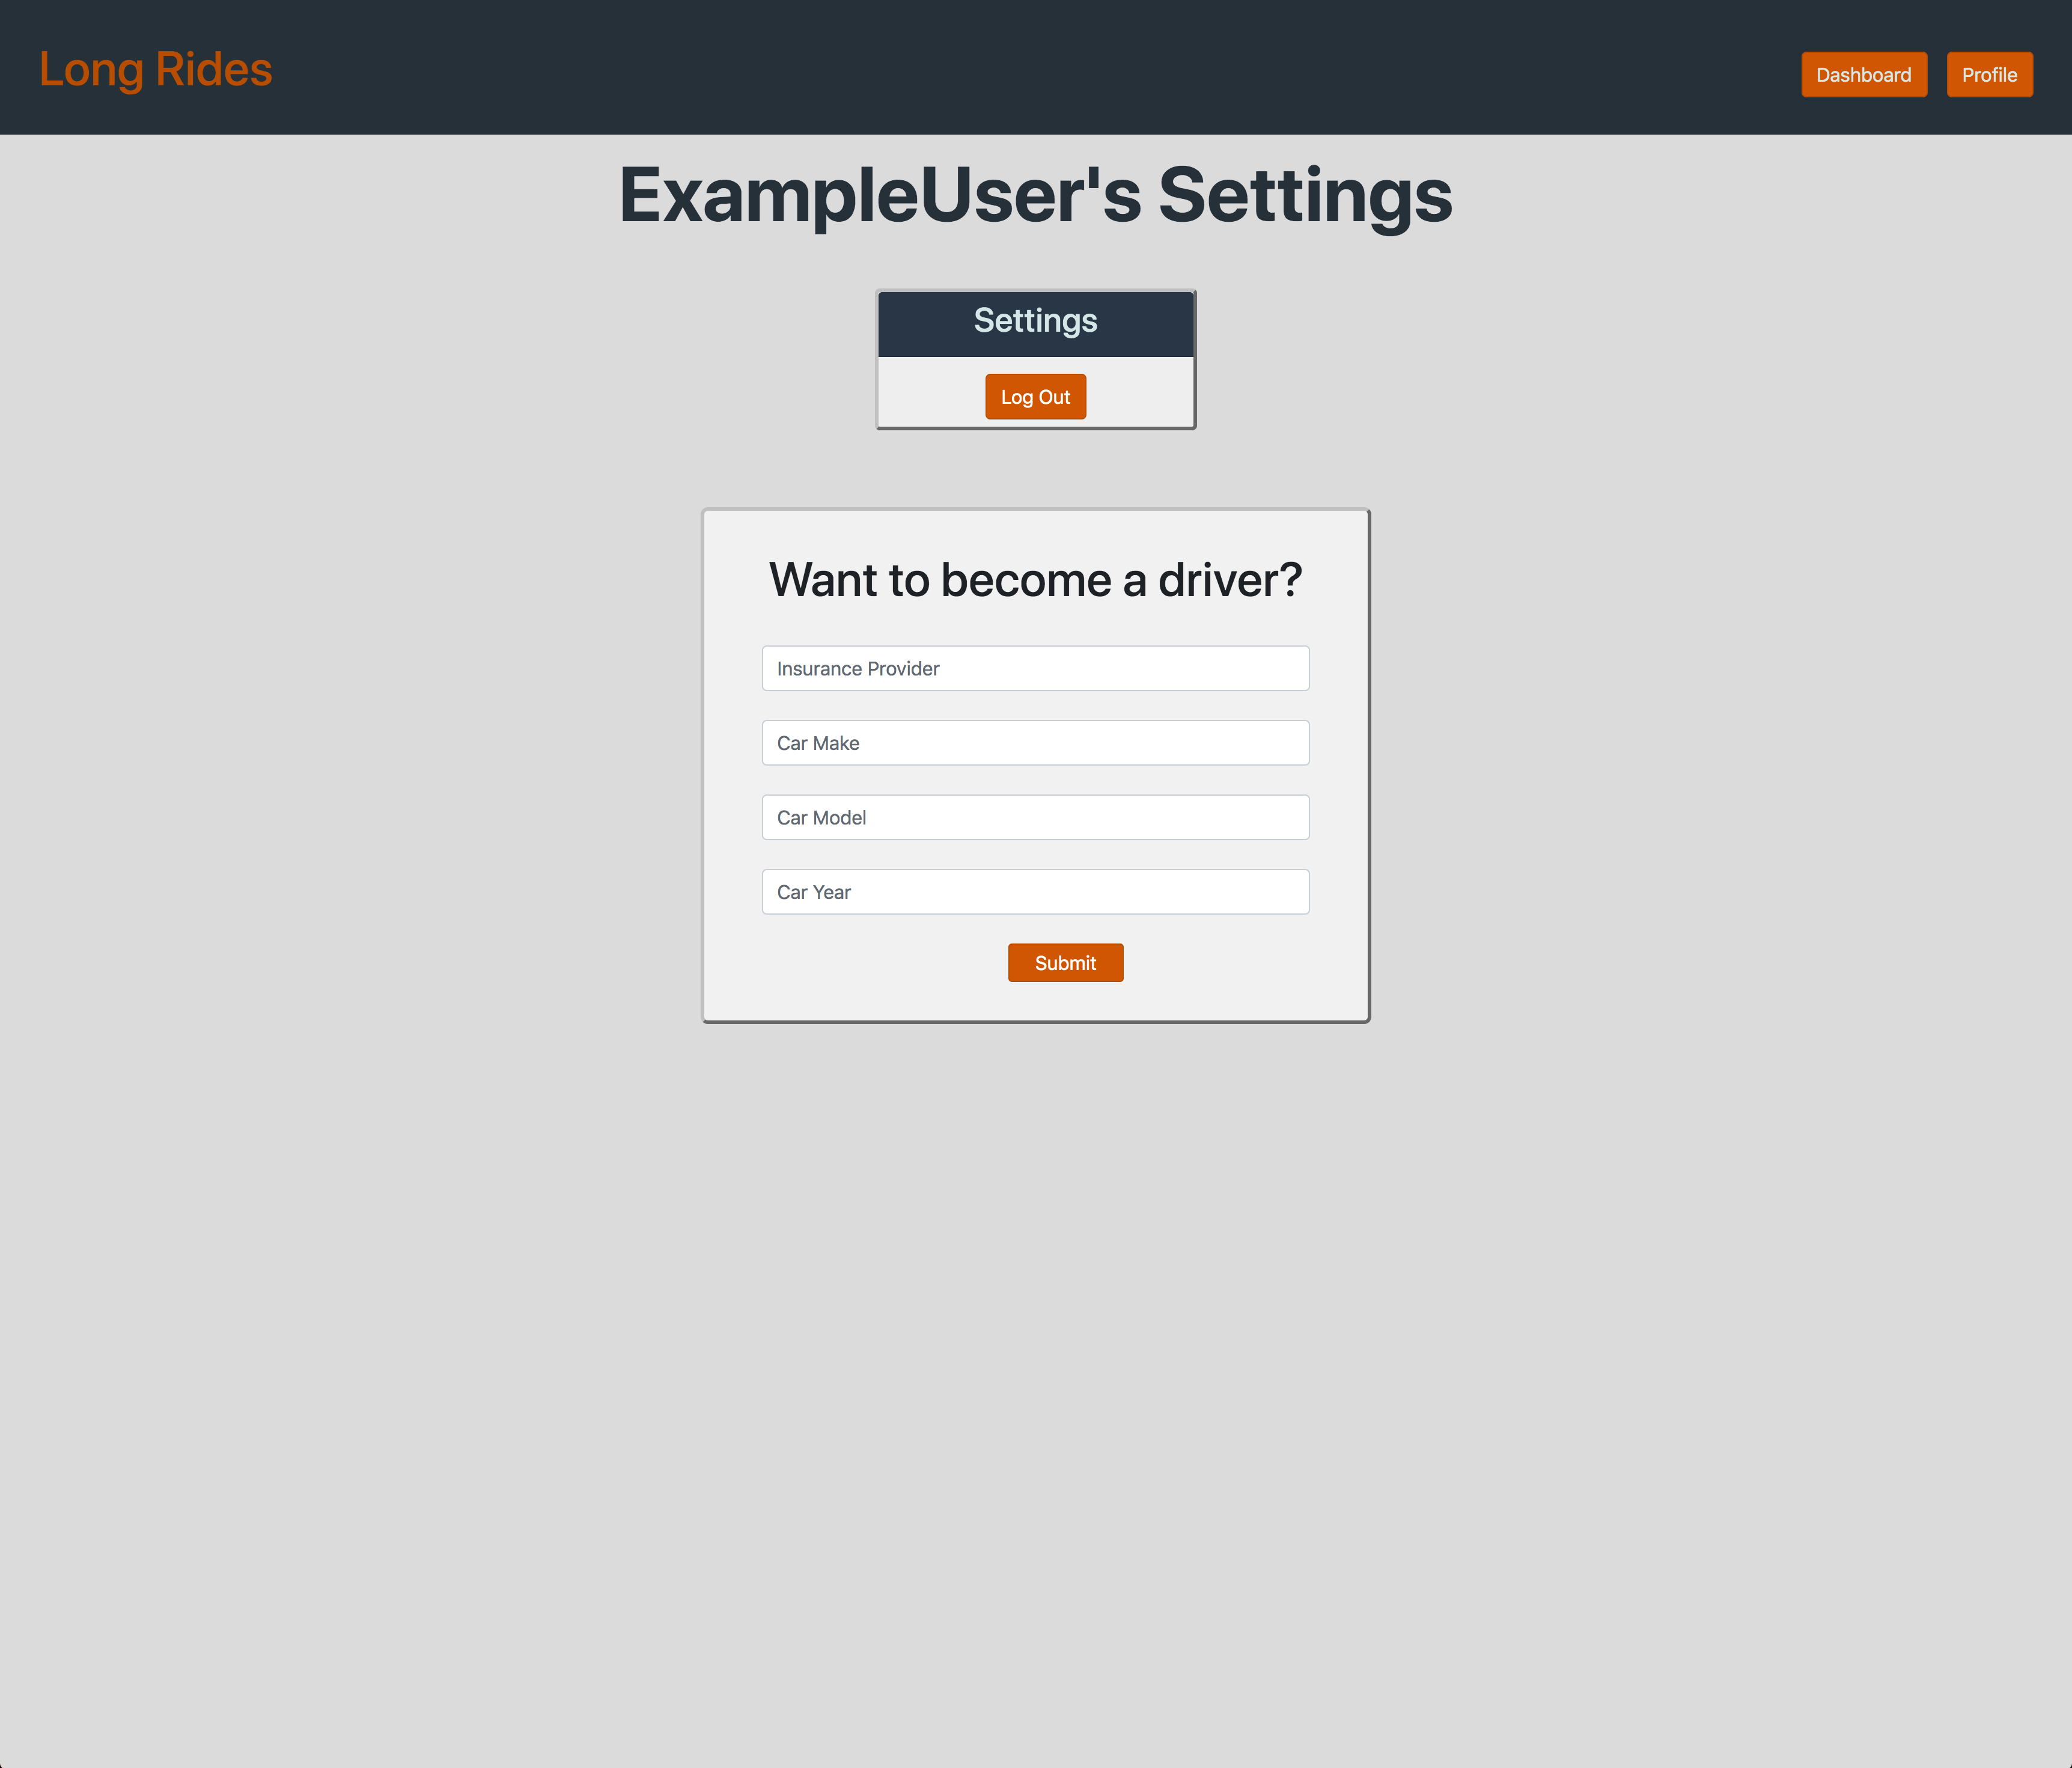 Long Rides
Dashboard
Profile
ExampleUser's Settings
Settings
Log Out
Want to become a driver?
Insurance Provider
Car Make
Car Model
Car Year
Submit